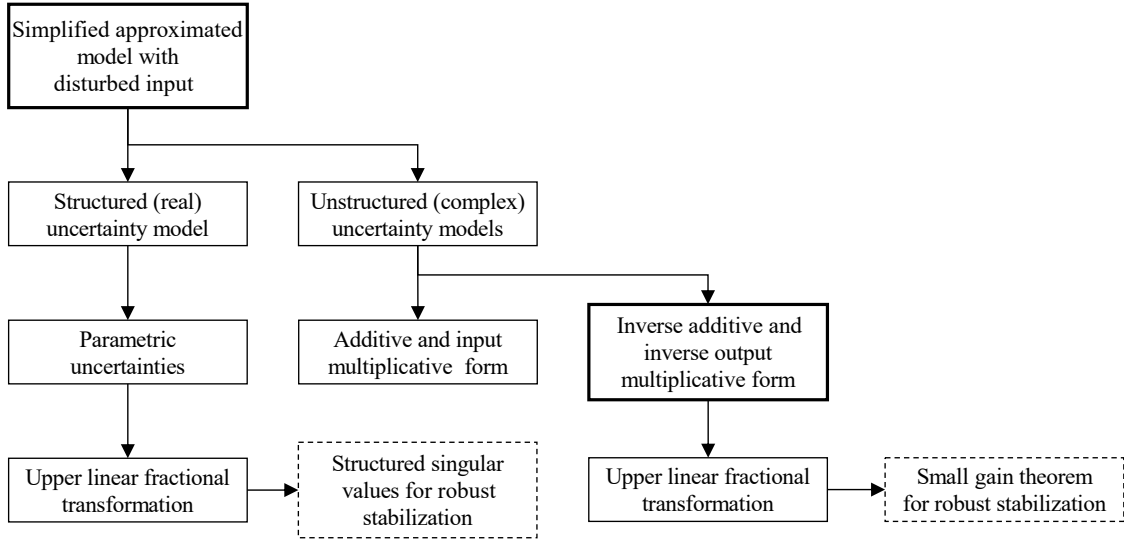 Simplified approximated
model with
disturbed input
Structured (real)
uncertainty model
Unstructured (complex)
uncertainty models
Parametric
uncertainties
Additive and input
multiplicative form
Inverse additive and
inverse output
multiplicative form
Upper linear fractional
transformation
Structured singular
values for robust
stabilization
Upper linear fractional
transformation
Small gain theorem
for robust stabilization